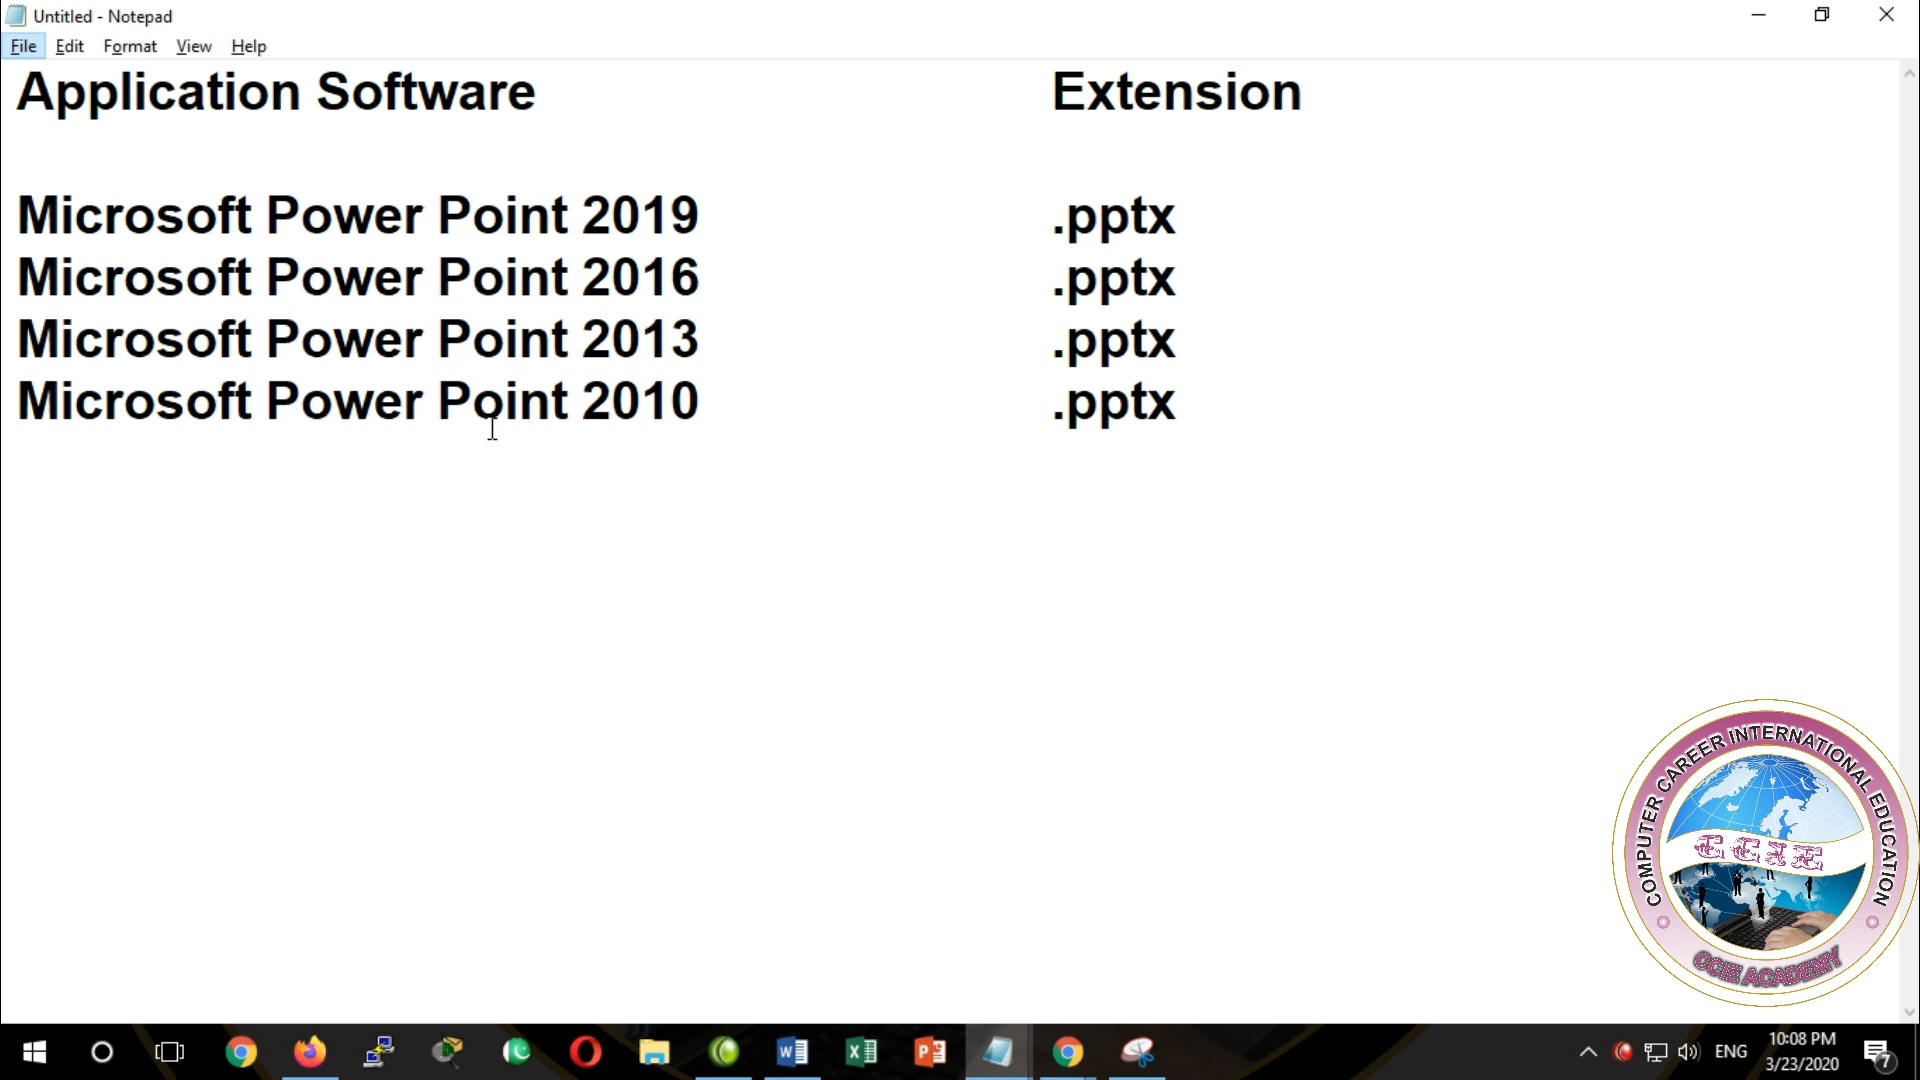 Untitled - Notepad
File Edit Format View Help
Application Software Extension
Microsoft Power Point 2019 .pptx
Microsoft Power Point 2016 .pptx
Microsoft Power Point 2013 .pptx
Microsoft Power Point 2010 .pptx
COMPUTER CAREER INTERNATIONAL EDUCATION
CCIE
CCIE ACADEMY
ENG
10:08 PM
3/23/2020
7